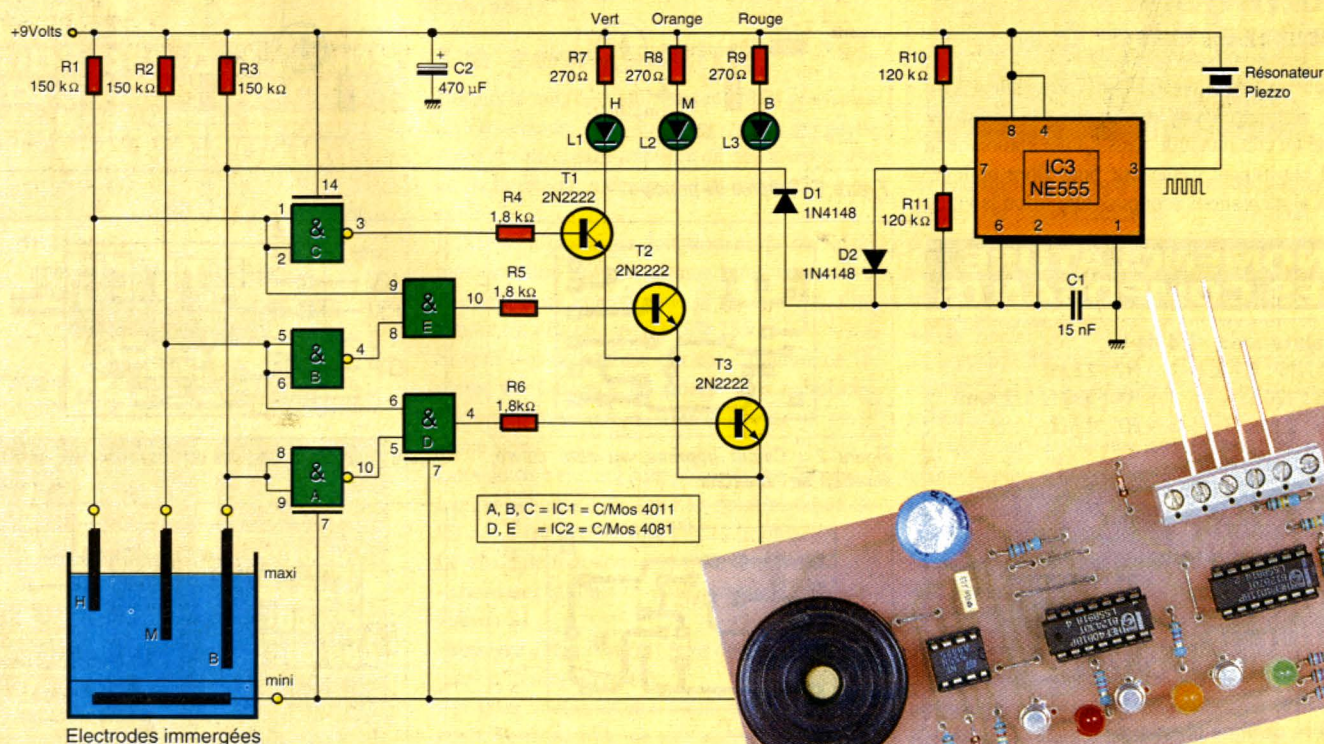 +9Volts
R1
150 kΩ
R2
150 kΩ
R3
150 kΩ
+
C2
470 µF
Vert
Orange
Rouge
R7
270 Ω
R8
270 Ω
R9
270 Ω
H
M
B
L1
L2
L3
R10
120 kΩ
Résonateur
Piezzo
8
4
7
IC3
NE555
3
6
2
1
R11
120 kΩ
D1
1N4148
D2
1N4148
C1
15 nF
14
1
2
&
C
3
R4
1,8 kΩ
T1
2N2222
9
8
&
E
10
R5
1,8 kΩ
T2
2N2222
5
6
&
B
4
6
5
&
D
4
7
R6
1,8kΩ
T3
2N2222
8
9
&
A
10
7
A, B, C = IC1 = C/Mos 4011
D, E = IC2 = C/Mos 4081
maxi
H
M
B
mini
Electrodes immergées